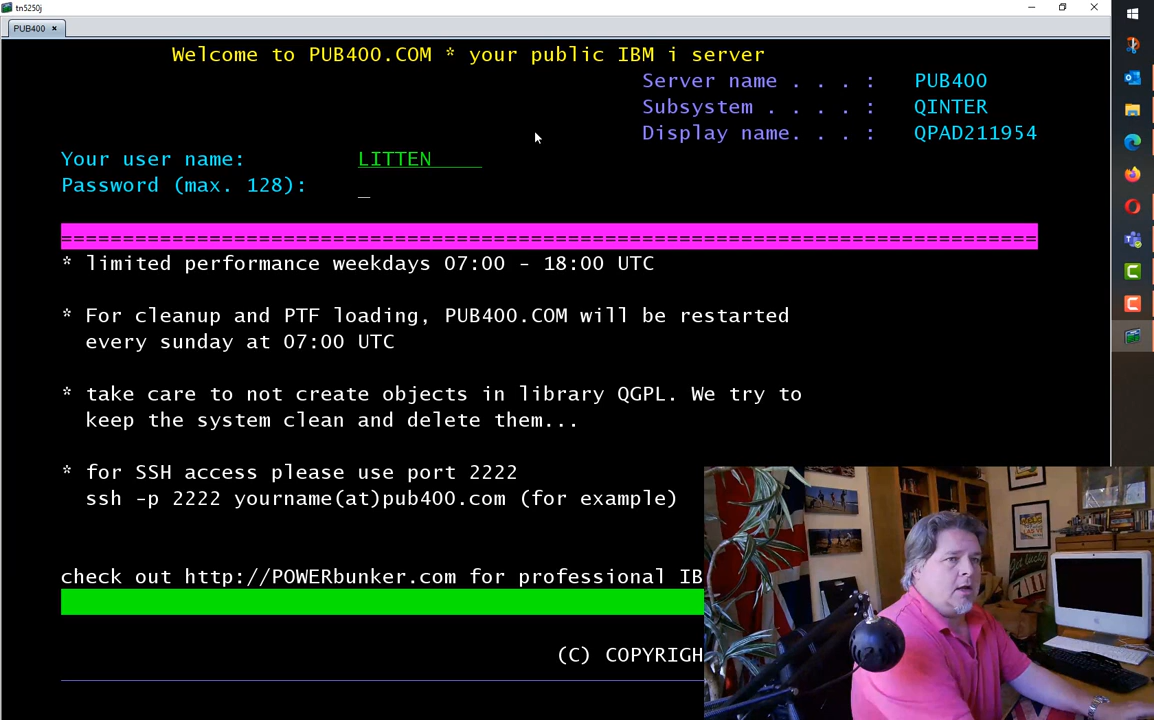 tn5250j
PUB400 ×
Welcome to PUB400.COM * your public IBM i server
Server name . . . : PUB400
Subsystem . . . . : QINTER
Display name. . . : QPAD211954
Your user name: LITTEN
Password (max. 128):
===============================================================================
* limited performance weekdays 07:00 - 18:00 UTC
* For cleanup and PTF loading, PUB400.COM will be restarted
every sunday at 07:00 UTC
* take care to not create objects in library QGPL. We try to
keep the system clean and delete them...
* for SSH access please use port 2222
ssh -p 2222 yourname(at)pub400.com (for example)
check out http://POWERbunker.com for professional IB
(C) COPYRIGH